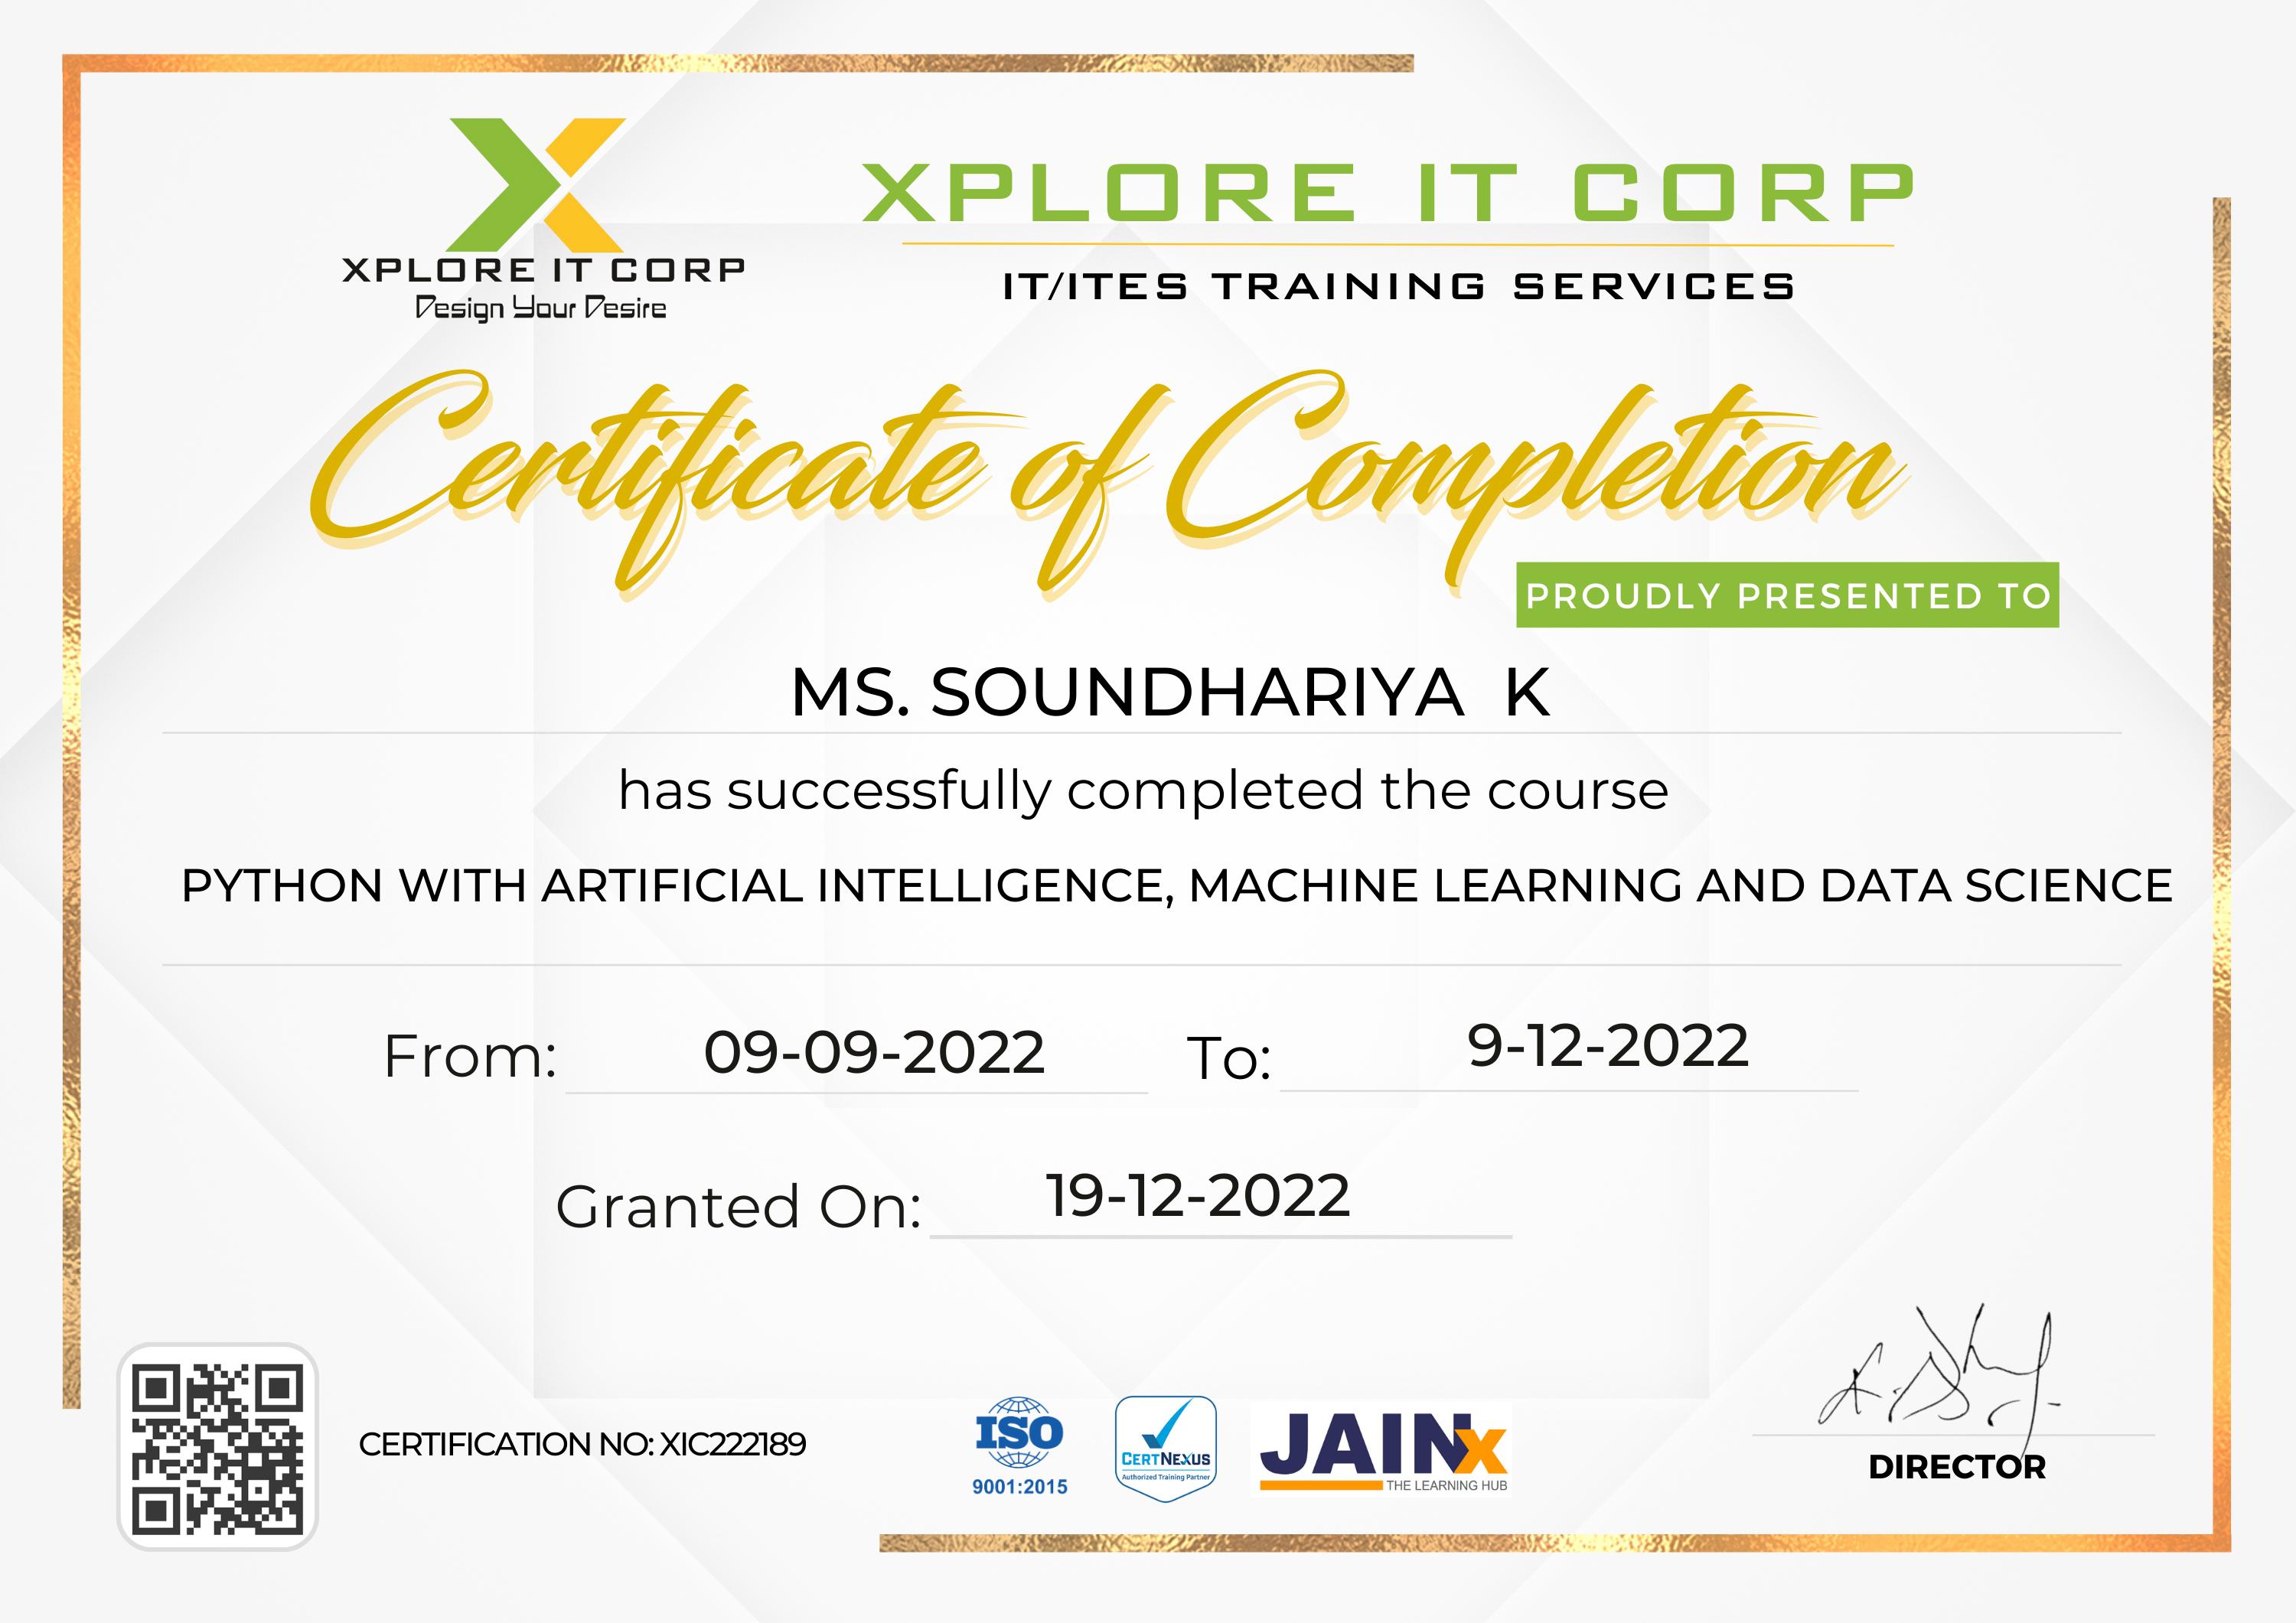 XPLORE IT CORP
Design Your Desire
XPLORE IT CORP
IT/ITES TRAINING SERVICES
Certificate of Completion
PROUDLY PRESENTED TO
MS. SOUNDHARIYA K
has successfully completed the course
PYTHON WITH ARTIFICIAL INTELLIGENCE, MACHINE LEARNING AND DATA SCIENCE
From: 09-09-2022 To: 9-12-2022
Granted On: 19-12-2022
CERTIFICATION NO: XIC222189
ISO
9001:2015
CERTNEXUS
Authorized Training Partner
JAINx
THE LEARNING HUB
DIRECTOR